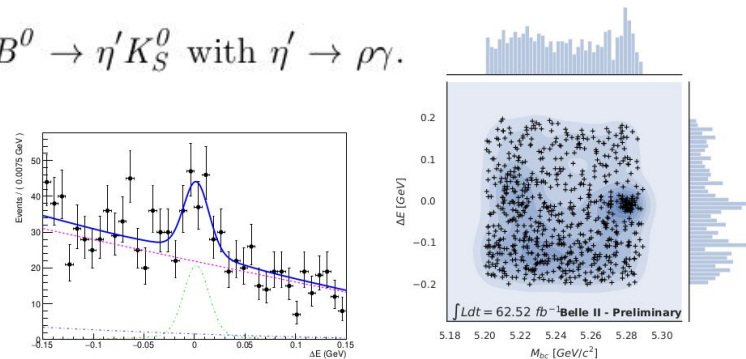 B⁰ → η′K⁰_S with η′ → ργ.
Events / ( 0.0075 GeV )
50
40
30
20
10
0
-0.15 -0.1 -0.05 0 0.05 0.1 0.15
ΔE (GeV)
ΔE [GeV]
0.2
0.1
0.0
−0.1
−0.2
∫Ldt = 62.52 fb⁻¹ Belle II - Preliminary
5.18 5.20 5.22 5.24 5.26 5.28 5.30
M_bc [GeV/c²]